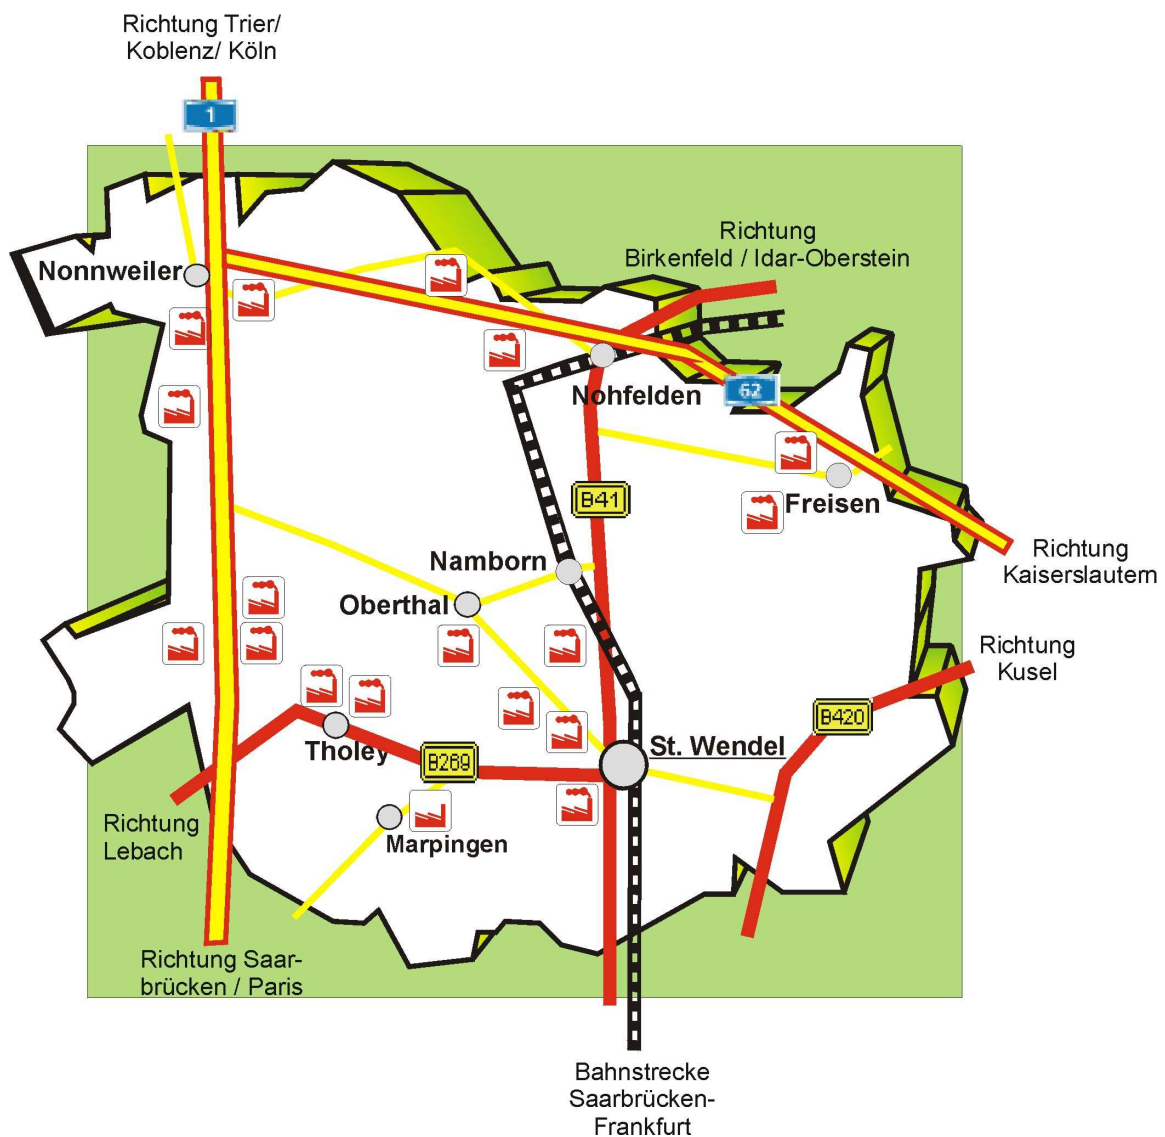 Richtung Trier/
Koblenz/ Köln
1
Richtung
Birkenfeld / Idar-Oberstein
Nonnweiler
Nohfelden
62
B41
Freisen
Richtung
Kaiserslautern
Namborn
Oberthal
Richtung
Kusel
B420
St. Wendel
Tholey
B269
Richtung
Lebach
Marpingen
Richtung Saar-
brücken / Paris
Bahnstrecke
Saarbrücken-
Frankfurt